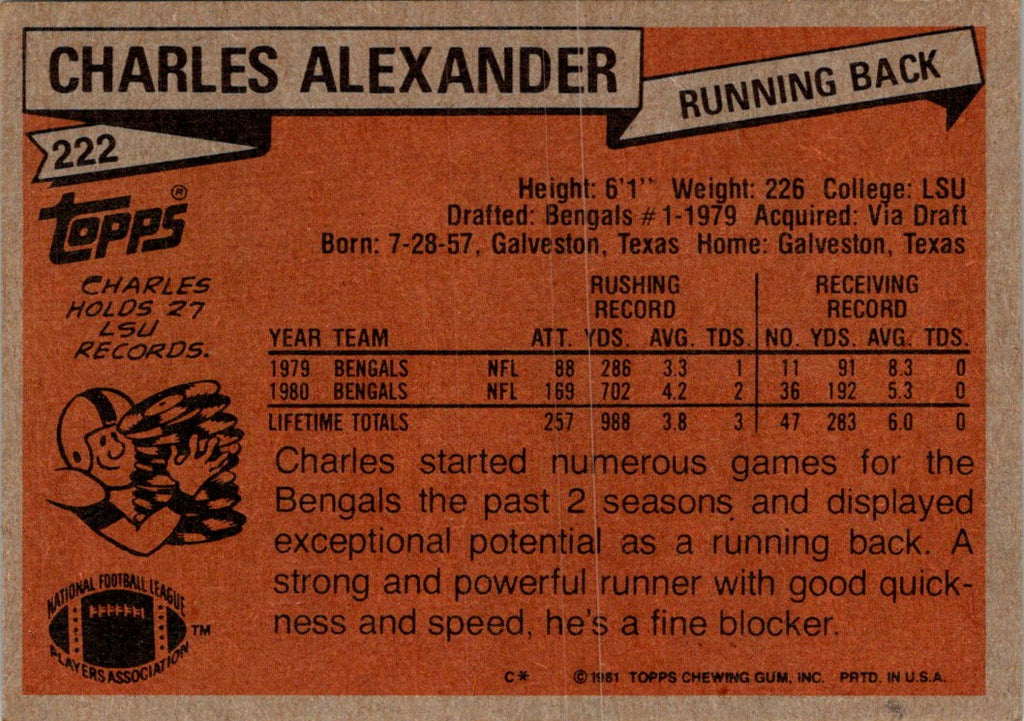 CHARLES ALEXANDER
RUNNING BACK
222
Topps®
Height: 6'1" Weight: 226 College: LSU
Drafted: Bengals #1-1979 Acquired: Via Draft
Born: 7-28-57, Galveston, Texas Home: Galveston, Texas
CHARLES
HOLDS 27
LSU
RECORDS.
RUSHING RECEIVING
RECORD RECORD
YEAR TEAM ATT. YDS. AVG. TDS. NO. YDS. AVG. TDS.
1979 BENGALS NFL 88 286 3.3 1 11 91 8.3 0
1980 BENGALS NFL 169 702 4.2 2 36 192 5.3 0
LIFETIME TOTALS 257 988 3.8 3 47 283 6.0 0
Charles started numerous games for the
Bengals the past 2 seasons and displayed
exceptional potential as a running back. A
strong and powerful runner with good quick-
ness and speed, he's a fine blocker.
NATIONAL FOOTBALL LEAGUE
PLAYERS ASSOCIATION
TM
C* ©1981 TOPPS CHEWING GUM, INC. PRTD. IN U.S.A.